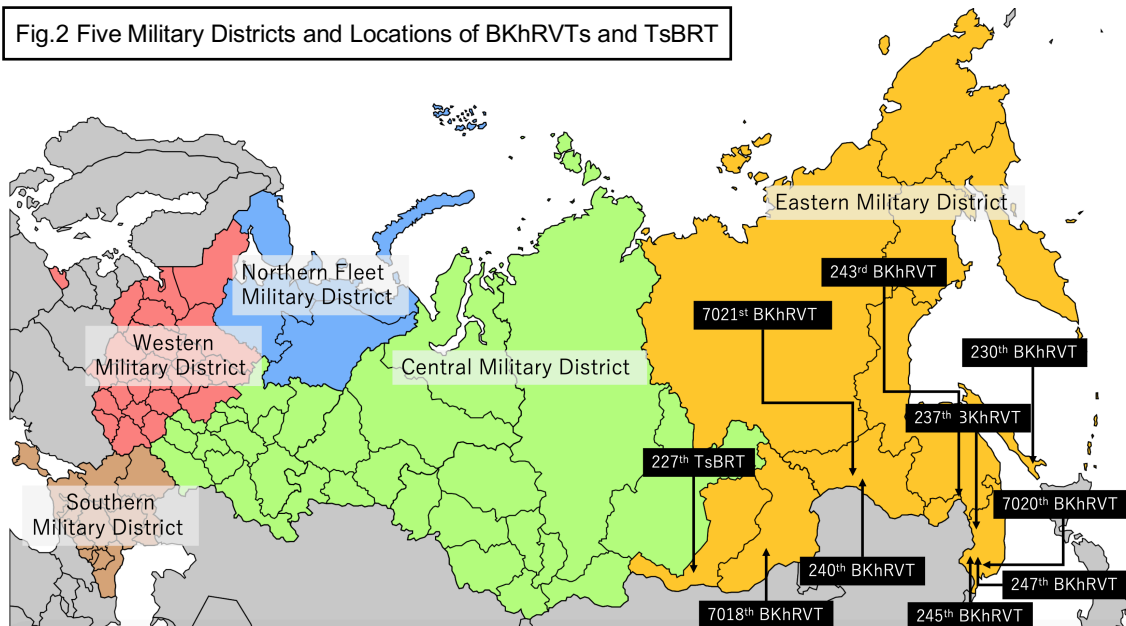 Fig.2 Five Military Districts and Locations of BKhRVTs and TsBRT
Eastern Military District
Northern Fleet
Military District
243rd BKhRVT
7021st BKhRVT
Western
Military District
Central Military District
230th BKhRVT
237th BKhRVT
227th TsBRT
Southern
Military District
7020th BKhRVT
240th BKhRVT
247th BKhRVT
7018th BKhRVT
245th BKhRVT